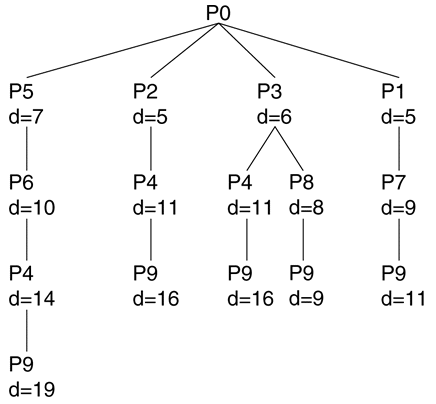 P0
P5 P2 P3 P1
d=7 d=5 d=6 d=5
P6 P4 P4 P8 P7
d=10 d=11 d=11 d=8 d=9
P4 P9 P9 P9 P9
d=14 d=16 d=16 d=9 d=11
P9
d=19